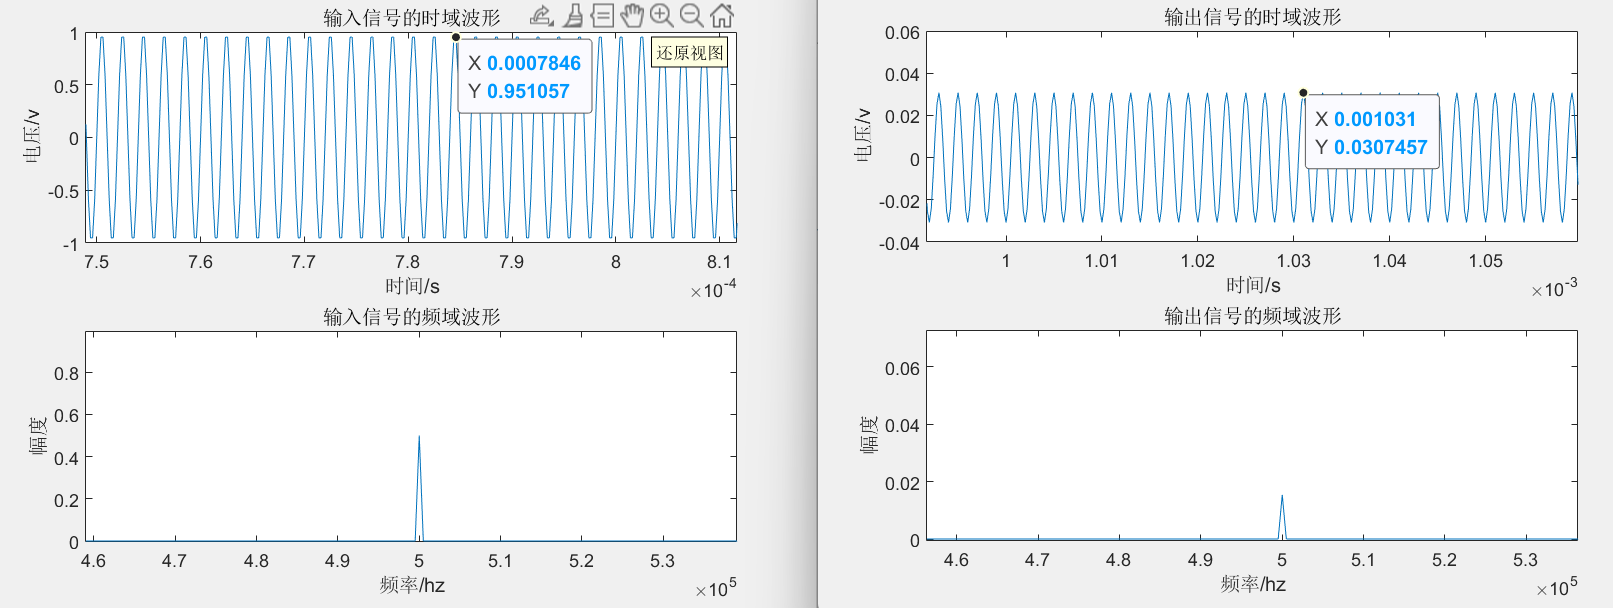 输入信号的时域波形
还原视图
X 0.0007846
Y 0.951057
电压/v
1
0.5
0
-0.5
-1
7.5 7.6 7.7 7.8 7.9 8 8.1
时间/s
×10-4
输入信号的频域波形
幅度
0.8
0.6
0.4
0.2
0
4.6 4.7 4.8 4.9 5 5.1 5.2 5.3
频率/hz
×105
输出信号的时域波形
X 0.001031
Y 0.0307457
电压/v
0.06
0.04
0.02
0
-0.02
-0.04
1 1.01 1.02 1.03 1.04 1.05
时间/s
×10-3
输出信号的频域波形
幅度
0.06
0.04
0.02
0
4.6 4.7 4.8 4.9 5 5.1 5.2 5.3
频率/hz
×105